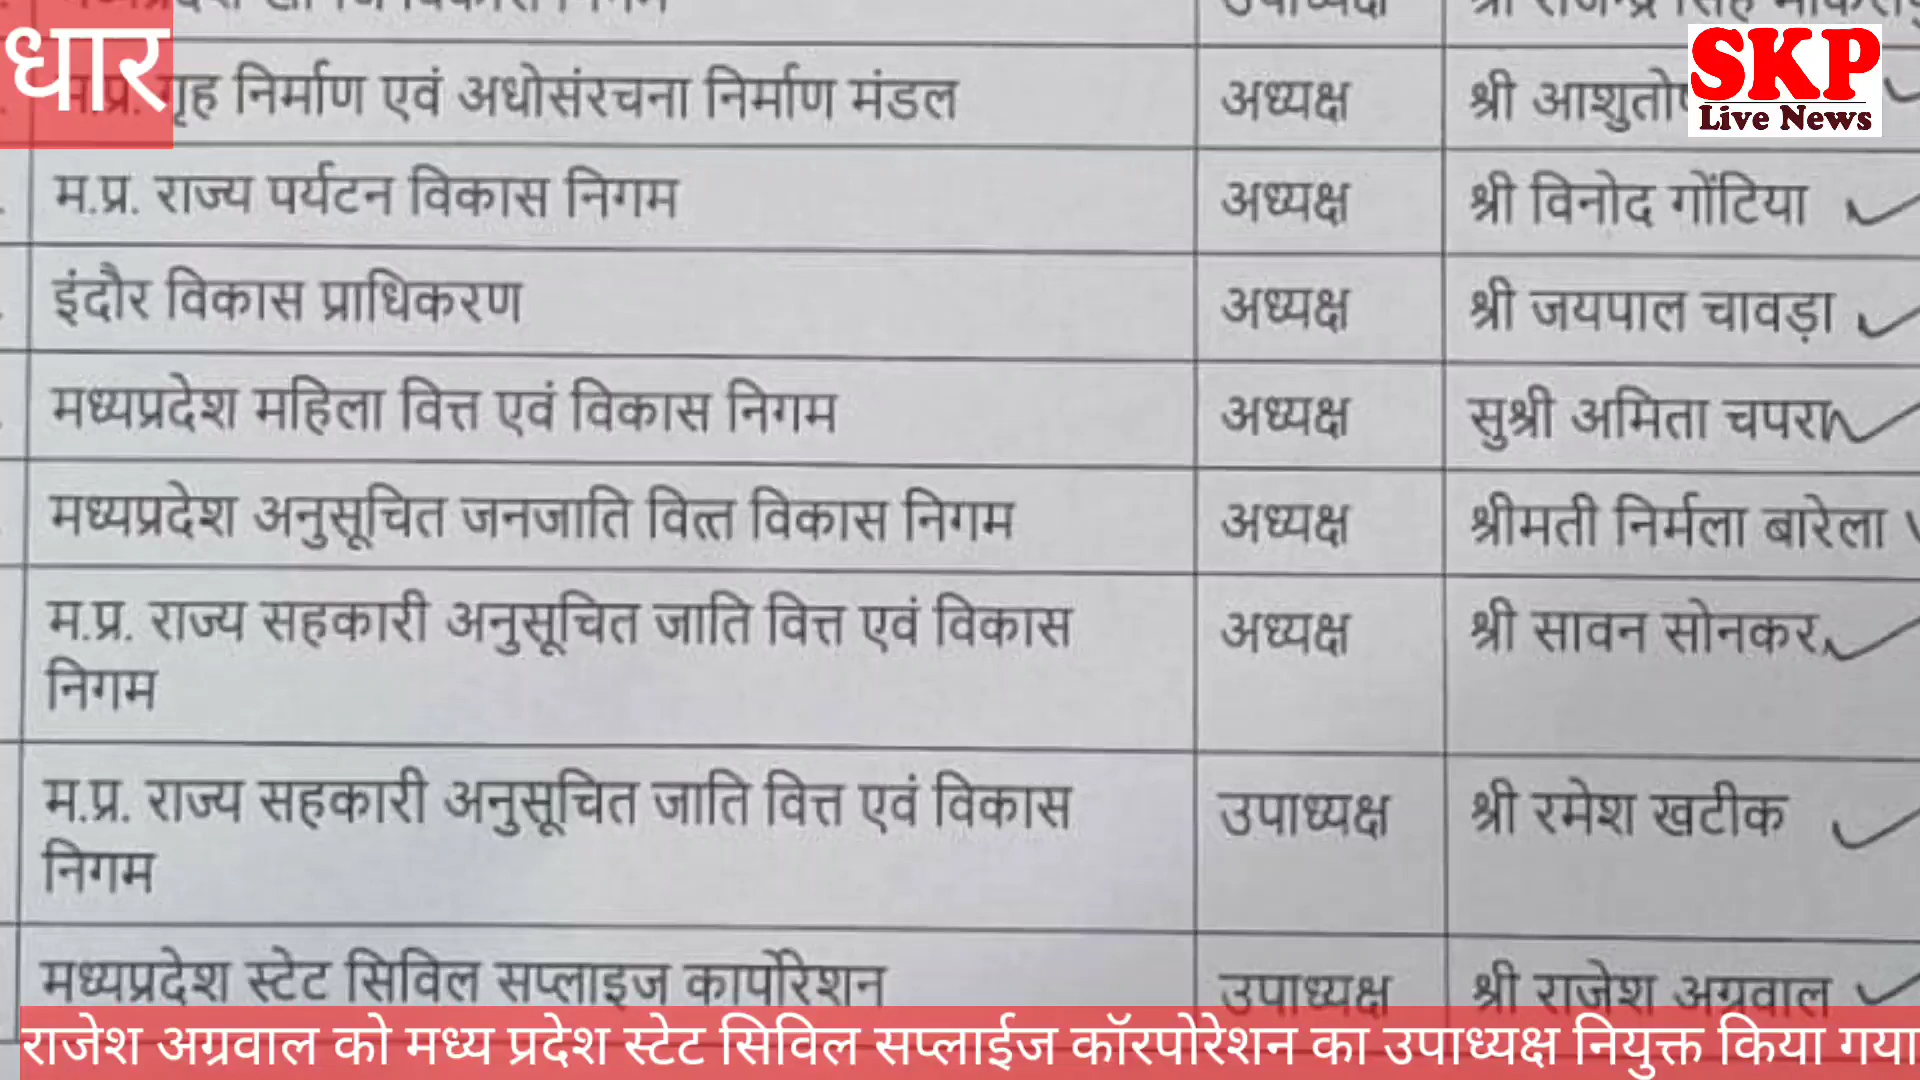 धार
SKP
Live News
उपाध्यक्ष
म.प्र. गृह निर्माण एवं अधोसंरचना निर्माण मंडल अध्यक्ष श्री
म.प्र. राज्य पर्यटन विकास निगम अध्यक्ष श्री विनोद गोंटिया
इंदौर विकास प्राधिकरण अध्यक्ष श्री जयपाल चावड़ा
मध्यप्रदेश महिला वित्त एवं विकास निगम अध्यक्ष सुश्री अमिता चपरा
मध्यप्रदेश अनुसूचित जनजाति वित्त विकास निगम अध्यक्ष श्रीमती निर्मला बारेला
म.प्र. राज्य सहकारी अनुसूचित जाति वित्त एवं विकास अध्यक्ष श्री सावन सोनकर
निगम
म.प्र. राज्य सहकारी अनुसूचित जाति वित्त एवं विकास उपाध्यक्ष श्री रमेश खटीक
निगम
मध्यप्रदेश स्टेट सिविल सप्लाइज कार्पोरेशन उपाध्यक्ष श्री राजेश अग्रवाल
राजेश अग्रवाल को मध्य प्रदेश स्टेट सिविल सप्लाईज कॉरपोरेशन का उपाध्यक्ष नियुक्त किया गया